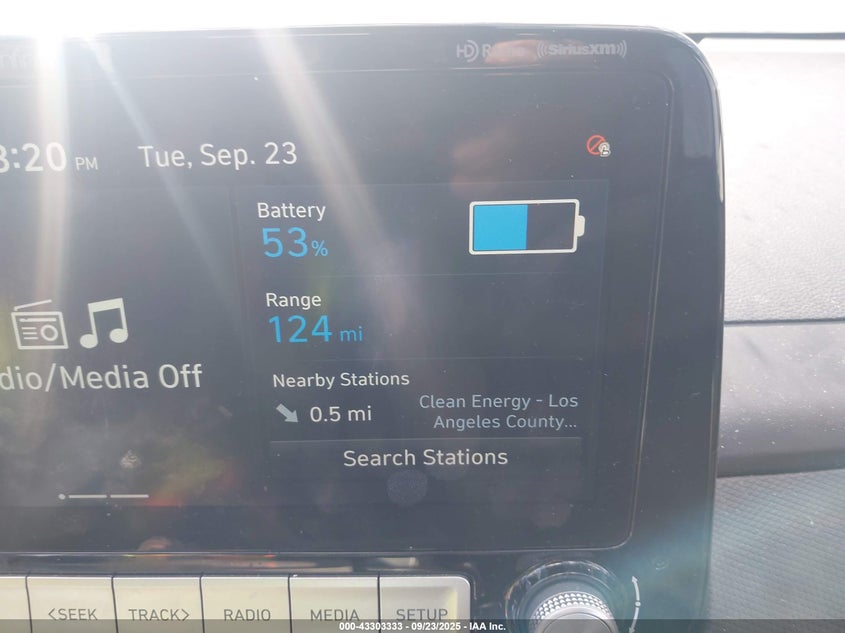 HD Radio SiriusXM
:20 PM Tue, Sep. 23
Battery
53%
Range
124 mi
Nearby Stations
0.5 mi
Clean Energy - Los
Angeles County...
dio/Media Off
Search Stations
<SEEK TRACK> RADIO MEDIA SETUP
000-43303333 - 09/23/2025 - IAA Inc.